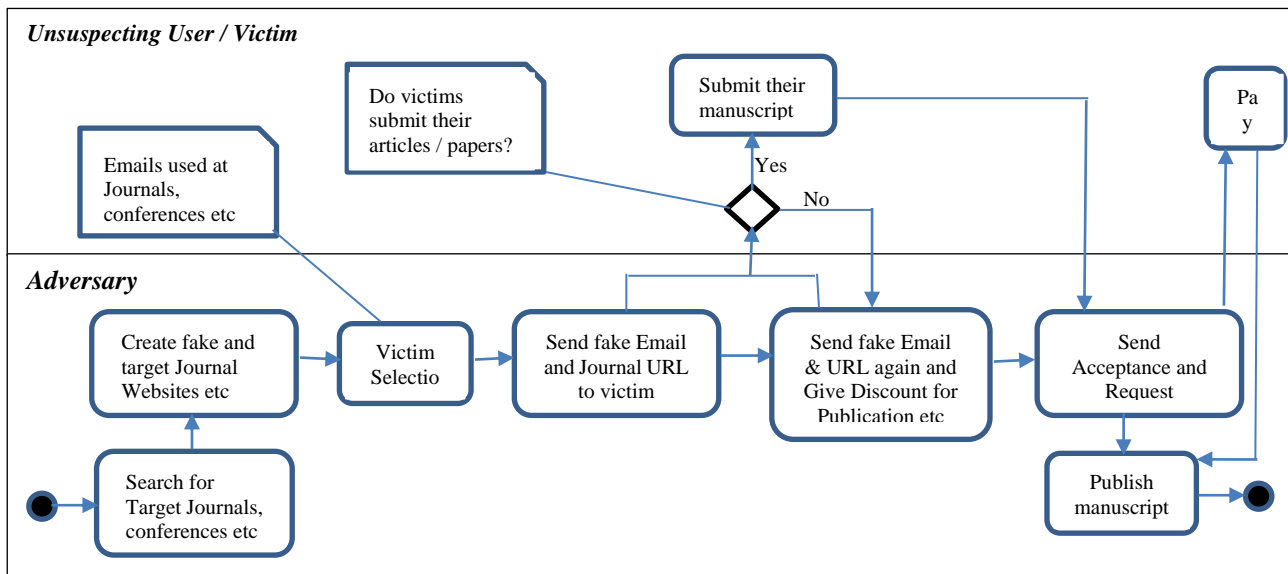 Unsuspecting User / Victim
Do victims
submit their
articles / papers?
Submit their
manuscript
Pa
y
Emails used at
Journals,
conferences etc
Yes
No
Adversary
Create fake and
target Journal
Websites etc
Victim
Selectio
Send fake Email
and Journal URL
to victim
Send fake Email
& URL again and
Give Discount for
Publication etc
Send
Acceptance and
Request
Search for
Target Journals,
conferences etc
Publish
manuscript